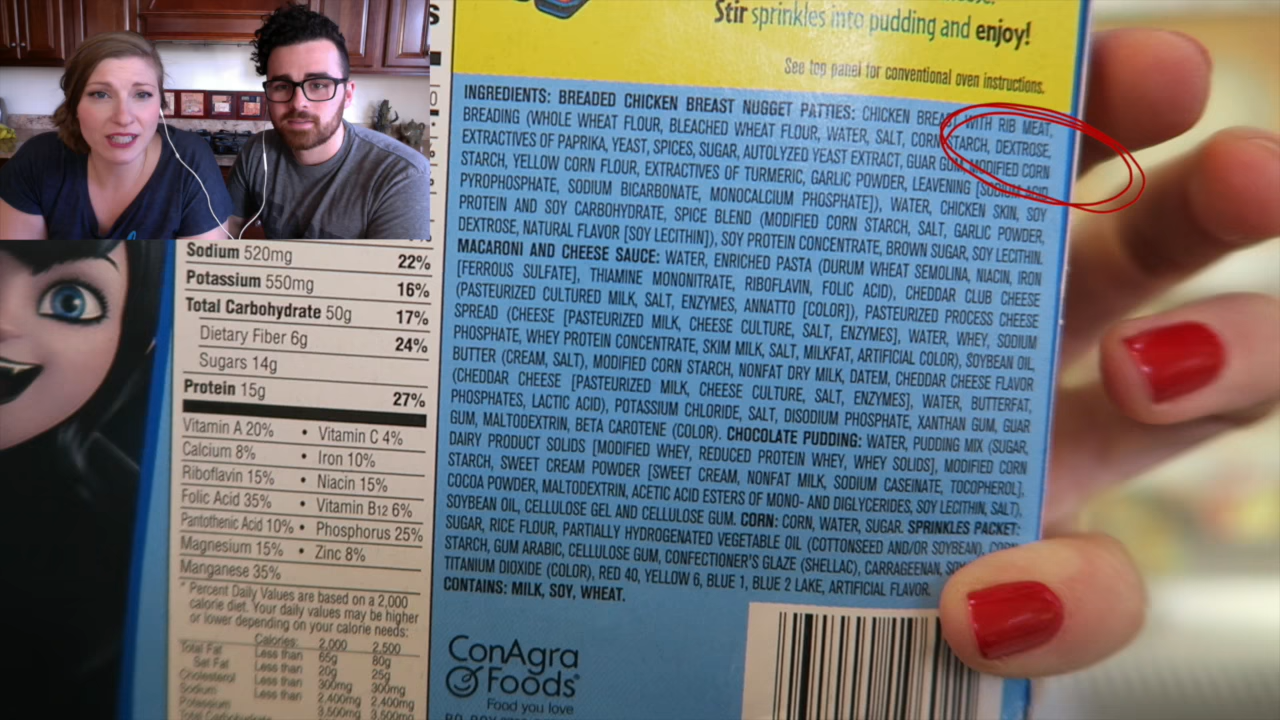 Stir sprinkles into pudding and enjoy!
See top panel for conventional oven instructions.
INGREDIENTS: BREADED CHICKEN BREAST NUGGET PATTIES: CHICKEN BREAST WITH RIB MEAT,
BREADING (WHOLE WHEAT FLOUR, BLEACHED WHEAT FLOUR, WATER, SALT, CORN STARCH, DEXTROSE,
EXTRACTIVES OF PAPRIKA, YEAST, SPICES, SUGAR, AUTOLYZED YEAST EXTRACT, GUAR GUM, MODIFIED CORN
STARCH, YELLOW CORN FLOUR, EXTRACTIVES OF TURMERIC, GARLIC POWDER, LEAVENING [SODIUM ACID
PYROPHOSPHATE, SODIUM BICARBONATE, MONOCALCIUM PHOSPHATE]), WATER, CHICKEN SKIN, SOY
PROTEIN AND SOY CARBOHYDRATE, SPICE BLEND (MODIFIED CORN STARCH, SALT, GARLIC POWDER,
DEXTROSE, NATURAL FLAVOR [SOY LECITHIN]), SOY PROTEIN CONCENTRATE, BROWN SUGAR, SOY LECITHIN.
MACARONI AND CHEESE SAUCE: WATER, ENRICHED PASTA (DURUM WHEAT SEMOLINA, NIACIN, IRON
[FERROUS SULFATE], THIAMINE MONONITRATE, RIBOFLAVIN, FOLIC ACID), CHEDDAR CLUB CHEESE
(PASTEURIZED CULTURED MILK, SALT, ENZYMES, ANNATTO [COLOR]), PASTEURIZED PROCESS CHEESE
SPREAD (CHEESE [PASTEURIZED MILK, CHEESE CULTURE, SALT, ENZYMES], WATER, WHEY, SODIUM
PHOSPHATE, WHEY PROTEIN CONCENTRATE, SKIM MILK, SALT, MILKFAT, ARTIFICIAL COLOR), SOYBEAN OIL,
BUTTER (CREAM, SALT), MODIFIED CORN STARCH, NONFAT DRY MILK, DATEM, CHEDDAR CHEESE FLAVOR
(CHEDDAR CHEESE [PASTEURIZED MILK, CHEESE CULTURE, SALT, ENZYMES], WATER, BUTTERFAT,
PHOSPHATES, LACTIC ACID), POTASSIUM CHLORIDE, SALT, DISODIUM PHOSPHATE, XANTHAN GUM, GUAR
GUM, MALTODEXTRIN, BETA CAROTENE (COLOR). CHOCOLATE PUDDING: WATER, PUDDING MIX (SUGAR,
DAIRY PRODUCT SOLIDS [MODIFIED WHEY, REDUCED PROTEIN WHEY, WHEY SOLIDS], MODIFIED CORN
STARCH, SWEET CREAM POWDER [SWEET CREAM, NONFAT MILK, SODIUM CASEINATE, TOCOPHEROL],
COCOA POWDER, MALTODEXTRIN, ACETIC ACID ESTERS OF MONO- AND DIGLYCERIDES, SOY LECITHIN, SALT),
SOYBEAN OIL, CELLULOSE GEL AND CELLULOSE GUM. CORN: CORN, WATER, SUGAR. SPRINKLES PACKET:
SUGAR, RICE FLOUR, PARTIALLY HYDROGENATED VEGETABLE OIL (COTTONSEED AND/OR SOYBEAN), CORN
STARCH, GUM ARABIC, CELLULOSE GUM, CONFECTIONER'S GLAZE (SHELLAC), CARRAGEENAN,
TITANIUM DIOXIDE (COLOR), RED 40, YELLOW 6, BLUE 1, BLUE 2 LAKE, ARTIFICIAL FLAVOR.
CONTAINS: MILK, SOY, WHEAT.
Sodium 520mg 22%
Potassium 550mg 16%
Total Carbohydrate 50g 17%
Dietary Fiber 6g 24%
Sugars 14g
Protein 15g 27%
Vitamin A 20% • Vitamin C 4%
Calcium 8% • Iron 10%
Riboflavin 15% • Niacin 15%
Folic Acid 35% • Vitamin B12 6%
Pantothenic Acid 10% • Phosphorus 25%
Magnesium 15% • Zinc 8%
Manganese 35%
* Percent Daily Values are based on a 2,000
calorie diet. Your daily values may be higher
or lower depending on your calorie needs:
Calories: 2,000 2,500
Total Fat Less than 65g 80g
Sat Fat Less than 20g 25g
Cholesterol Less than 300mg 300mg
Sodium Less than 2,400mg 2,400mg
Potassium 3,500mg 3,500mg
Total Carbohydrate
ConAgra
Foods®
Food you love